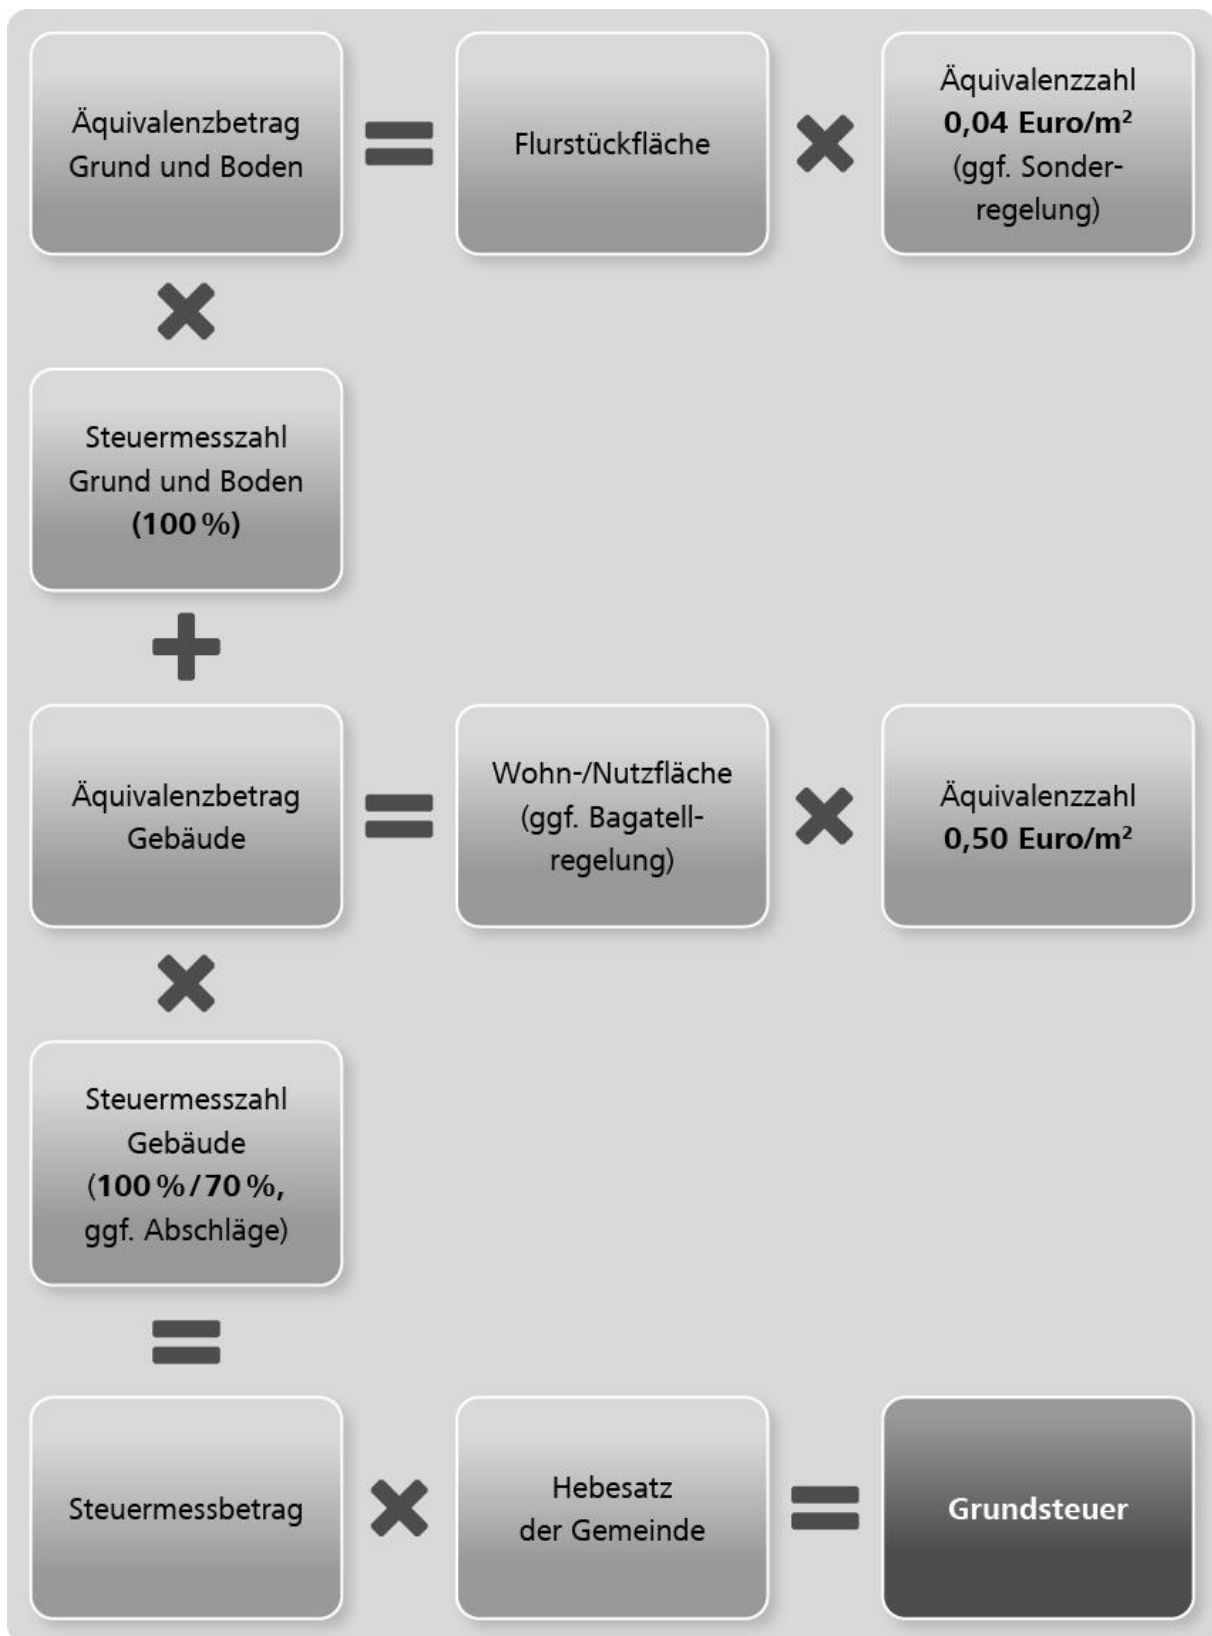 Äquivalenzbetrag
Grund und Boden
=
Flurstückfläche
×
Äquivalenzzahl
0,04 Euro/m²
(ggf. Sonder-
regelung)
×
Steuermesszahl
Grund und Boden
(100 %)
+
Äquivalenzbetrag
Gebäude
=
Wohn-/Nutzfläche
(ggf. Bagatell-
regelung)
×
Äquivalenzzahl
0,50 Euro/m²
×
Steuermesszahl
Gebäude
(100 % / 70 %,
ggf. Abschläge)
=
Steuermessbetrag
×
Hebesatz
der Gemeinde
=
Grundsteuer